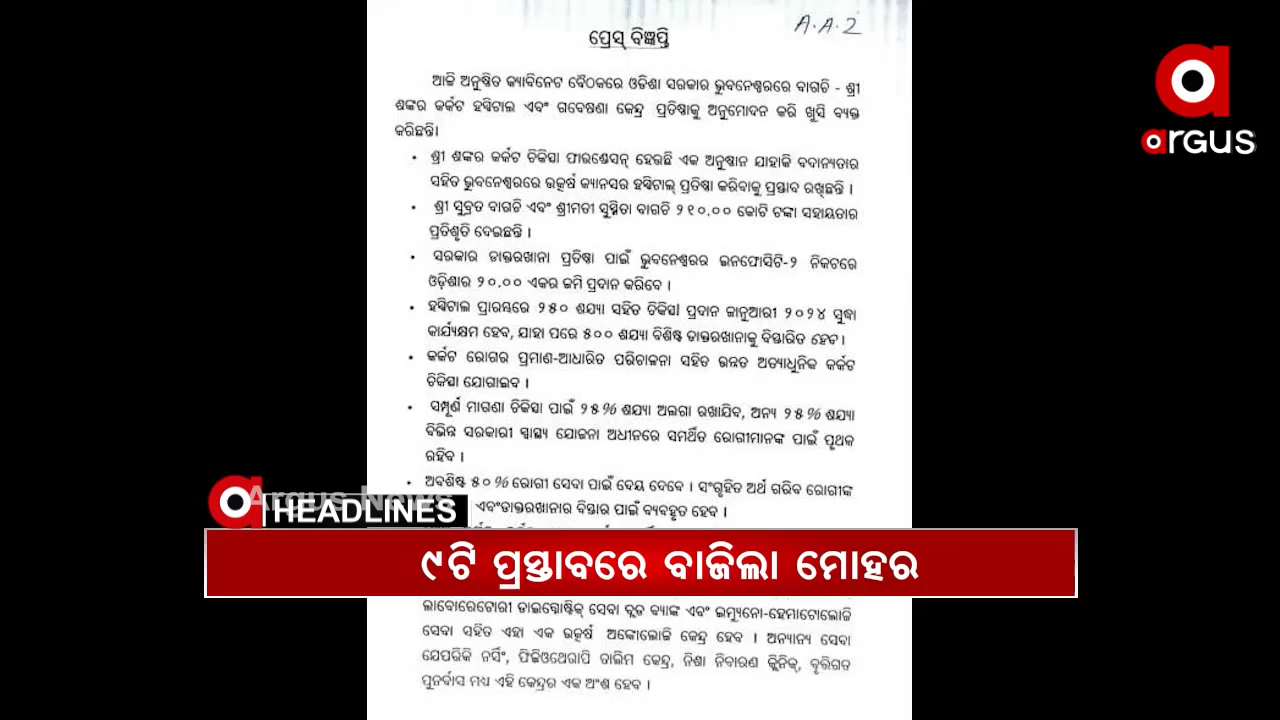 A.A.2
ପ୍ରେସ୍ ବିଜ୍ଞପ୍ତି
argus
ଆଜି ଅନୁଷ୍ଠିତ କ୍ୟାବିନେଟ ବୈଠକରେ ଓଡିଶା ସରକାର ଭୁବନେଶ୍ୱରରେ ବାଗଚି - ଶ୍ରୀ
ଶଙ୍କର କର୍କଟ ହସ୍ପିଟାଲ ଏବଂ ଗବେଷଣା କେନ୍ଦ୍ର ପ୍ରତିଷ୍ଠାକୁ ଅନୁମୋଦନ କରି ଖୁସି ବ୍ୟକ୍ତ
କରିଛନ୍ତି।
• ଶ୍ରୀ ଶଙ୍କର କର୍କଟ ଚିକିତ୍ସା ଫାଉଣ୍ଡେସନ୍ ହେଉଛି ଏକ ଅନୁଷ୍ଠାନ ଯାହାକି ବଦାନ୍ୟତାର
ସହିତ ଭୁବନେଶ୍ୱରରେ ଉତ୍କର୍ଷ କ୍ୟାନସର ହସ୍ପିଟାଲ୍ ପ୍ରତିଷ୍ଠା କରିବାକୁ ପ୍ରସ୍ତାବ ରଖିଛନ୍ତି ।
• ଶ୍ରୀ ସୁବ୍ରତ ବାଗଚି ଏବଂ ଶ୍ରୀମତୀ ସୁସ୍ମିତା ବାଗଚି ୨୧୦.୦୦ କୋଟି ଟଙ୍କା ସହାୟତାର
ପ୍ରତିଶୃତି ଦେଇଛନ୍ତି ।
• ସରକାର ଡାକ୍ତରଖାନା ପ୍ରତିଷ୍ଠା ପାଇଁ ଭୁବନେଶ୍ୱରର ଇନଫୋସିଟି-୨ ନିକଟରେ
ଓଡ଼ିଶାର ୨୦.୦୦ ଏକର ଜମି ପ୍ରଦାନ କରିବେ ।
• ହସ୍ପିଟାଲ ପ୍ରାରମ୍ଭରେ ୨୫୦ ଶଯ୍ୟା ସହିତ ଚିକିତ୍ସା ପ୍ରଦାନ ଜାନୁଆରୀ ୨୦୨୪ ସୁଦ୍ଧା
କାର୍ଯ୍ୟକ୍ଷମ ହେବ, ଯାହା ପରେ ୫୦୦ ଶଯ୍ୟା ବିଶିଷ୍ଟ ଡାକ୍ତରଖାନାକୁ ବିସ୍ତାରିତ ହେବ ।
• କର୍କଟ ରୋଗର ପ୍ରମାଣ-ଆଧାରିତ ପରିଚାଳନା ସହିତ ଉନ୍ନତ ଅତ୍ୟାଧୁନିକ କର୍କଟ
ଚିକିତ୍ସା ଯୋଗାଇବ ।
• ସମ୍ପୂର୍ଣ ମାଗଣା ଚିକିତ୍ସା ପାଇଁ ୨୫% ଶଯ୍ୟା ଅଲଗା ରଖାଯିବ, ଅନ୍ୟ ୨୫% ଶଯ୍ୟା
ବିଭିନ୍ନ ସରକାରୀ ସ୍ୱାସ୍ଥ୍ୟ ଯୋଜନା ଅଧୀନରେ ସମର୍ଥିତ ରୋଗୀମାନଙ୍କ ପାଇଁ ପୃଥକ
ରହିବ ।
• ଅବଶିଷ୍ଟ ୫୦% ରୋଗୀ ସେବା ପାଇଁ ଦେୟ ଦେବେ । ସଂଗୃହିତ ଅର୍ଥ ଗରିବ ରୋଗୀଙ୍କ
ଏବଂଡାକ୍ତରଖାନାର ବିସ୍ତାର ପାଇଁ ବ୍ୟବହୃତ ହେବ ।
Argus News
HEADLINES
୯ଟି ପ୍ରସ୍ତାବରେ ବାଜିଲା ମୋହର
ଲାବୋରେଟୋରୀ ଡାଇଗ୍ନୋଷ୍ଟିକ୍ ସେବା ବ୍ଲଡ ବ୍ୟାଙ୍କ ଏବଂ ଇମ୍ୟୁନୋ-ହେମାଟୋଲୋଜି
ସେବା ସହିତ ଏହା ଏକ ଉତ୍କର୍ଷ ଅଙ୍କୋଲୋଜି କେନ୍ଦ୍ର ହେବ । ଅନ୍ୟାନ୍ୟ ସେବା
ଯେପରିକି ନର୍ସିଂ, ଫିଜିଓଥେରାପି ତାଲିମ କେନ୍ଦ୍ର, ନିଶା ନିବାରଣ କ୍ଲିନିକ୍, ବୃତ୍ତିଗତ
ପୁନର୍ବାସ ମଧ୍ୟ ଏହି କେନ୍ଦ୍ରର ଏକ ଅଂଶ ହେବ ।